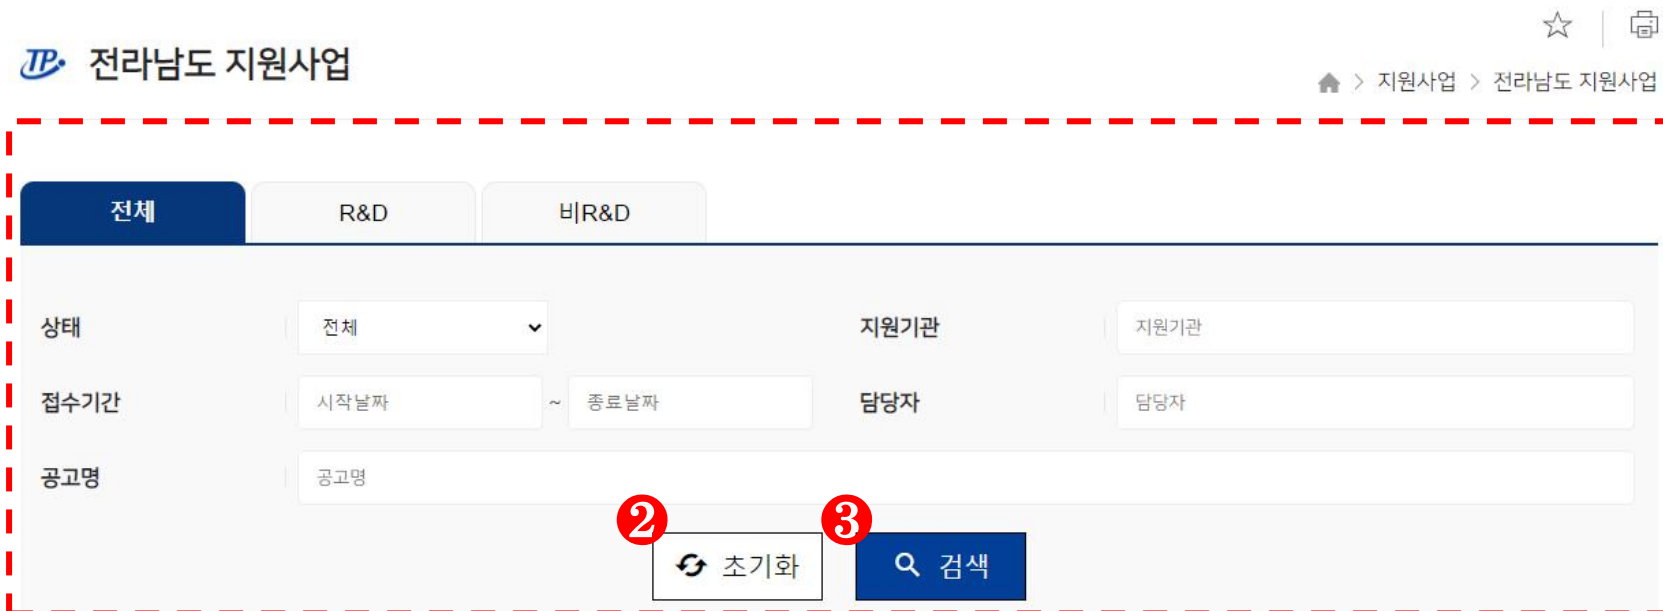 TP 전라남도 지원사업
> 지원사업 > 전라남도 지원사업
전체 R&D 비R&D
상태 전체 지원기관 지원기관
접수기간 시작날짜 ~ 종료날짜 담당자 담당자
공고명 공고명
2 초기화 3 검색